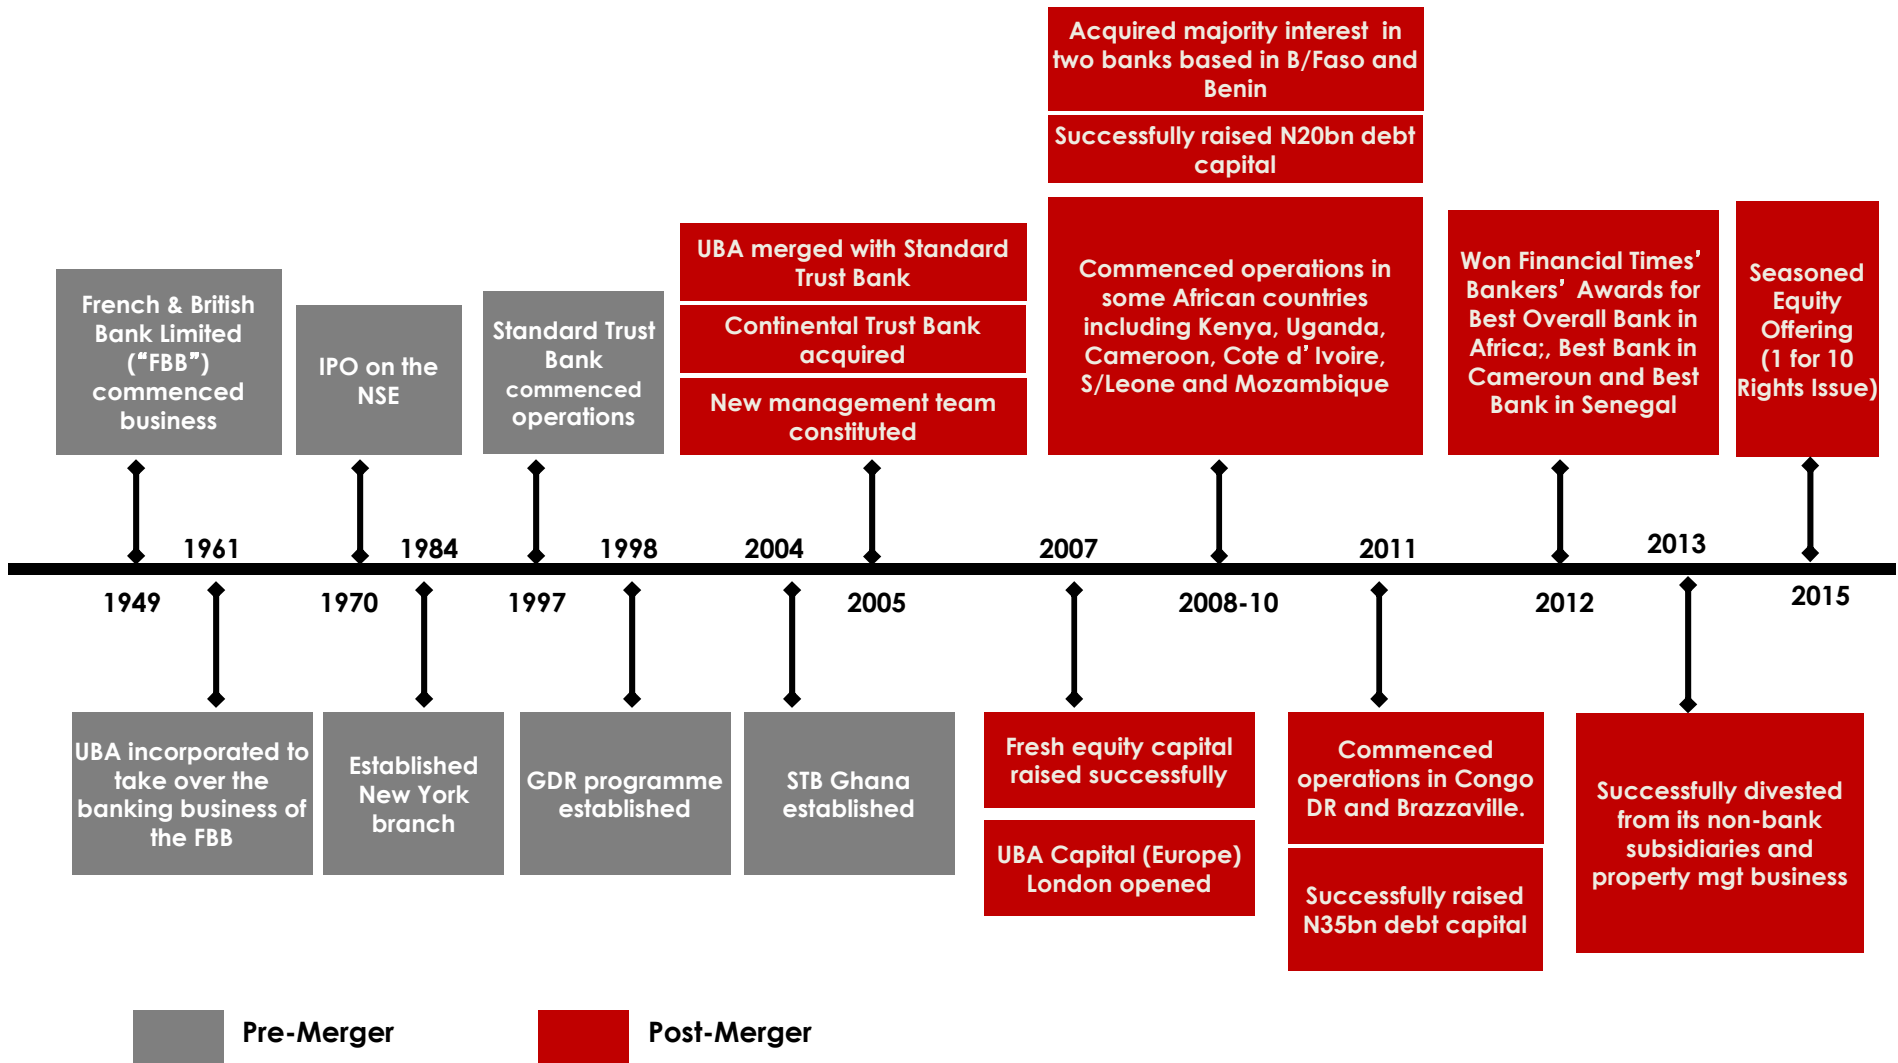 Acquired majority interest in
two banks based in B/Faso and
Benin
Successfully raised N20bn debt
capital
French & British
Bank Limited
(“FBB”)
commenced
business
IPO on the
NSE
Standard Trust
Bank
commenced
operations
UBA merged with Standard
Trust Bank
Continental Trust Bank
acquired
New management team
constituted
Commenced operations in
some African countries
including Kenya, Uganda,
Cameroon, Cote d’ Ivoire,
S/Leone and Mozambique
Won Financial Times’
Bankers’ Awards for
Best Overall Bank in
Africa;, Best Bank in
Cameroun and Best
Bank in Senegal
Seasoned
Equity
Offering
(1 for 10
Rights Issue)
1961
1984
1998
2004
2007
2011
2013
1949
1970
1997
2005
2008-10
2012
2015
UBA incorporated to
take over the
banking business of
the FBB
Established
New York
branch
GDR programme
established
STB Ghana
established
Fresh equity capital
raised successfully
UBA Capital (Europe)
London opened
Commenced
operations in Congo
DR and Brazzaville.
Successfully raised
N35bn debt capital
Successfully divested
from its non-bank
subsidiaries and
property mgt business
Pre-Merger
Post-Merger